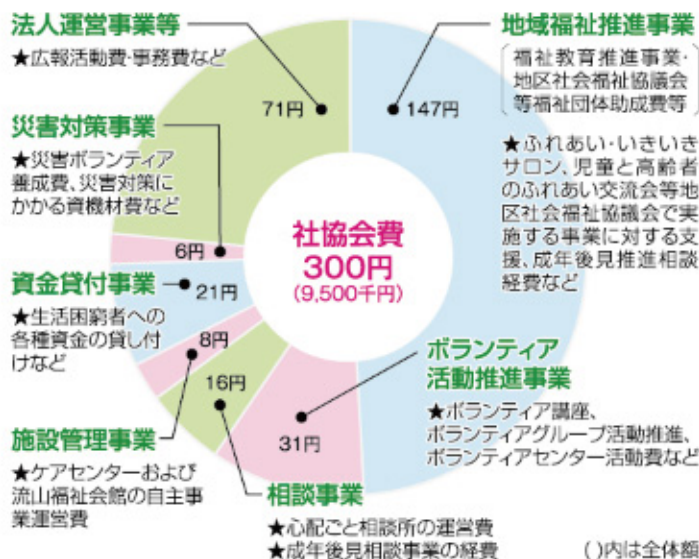 法人運営事業等
★広報活動費・事務費など
71円
災害対策事業
★災害ボランティア
養成費、災害対策に
かかる資機材費など
6円
資金貸付事業
21円
★生活困窮者への
各種資金の貸し付
けなど
8円
施設管理事業
★ケアセンターおよび
流山福祉会館の自主事
業運営費
16円
相談事業
★心配ごと相談所の運営費
★成年後見相談事業の経費
社協会費
300円
(9,500千円)
地域福祉推進事業
147円
福祉教育推進事業・
地区社会福祉協議会
等福祉団体助成費等
★ふれあい・いきいき
サロン、児童と高齢者
のふれあい交流会等地
区社会福祉協議会で実
施する事業に対する支
援、成年後見推進相談
経費など
ボランティア
活動推進事業
31円
★ボランティア講座、
ボランティアグループ活動推進、
ボランティアセンター活動費など
( )内は全体額